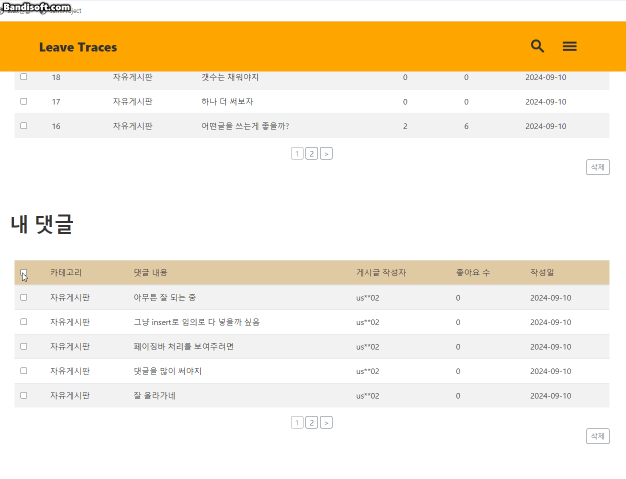 Bandisoft.com
Leave Traces
18 자유게시판 갯수는 채워야지 0 0 2024-09-10
17 자유게시판 하나 더 써보자 0 0 2024-09-10
16 자유게시판 어떤글을 쓰는게 좋을까? 2 6 2024-09-10
1 2 >
삭제
내 댓글
카테고리 댓글 내용 게시글 작성자 좋아요 수 작성일
자유게시판 아무튼 잘 되는 중 us**02 0 2024-09-10
자유게시판 그냥 insert로 임의로 다 넣을까 싶음 us**02 0 2024-09-10
자유게시판 페이징바 처리를 보여주려면 us**02 0 2024-09-10
자유게시판 댓글을 많이 써야지 us**02 0 2024-09-10
자유게시판 잘 올라가네 us**02 0 2024-09-10
1 2 >
삭제